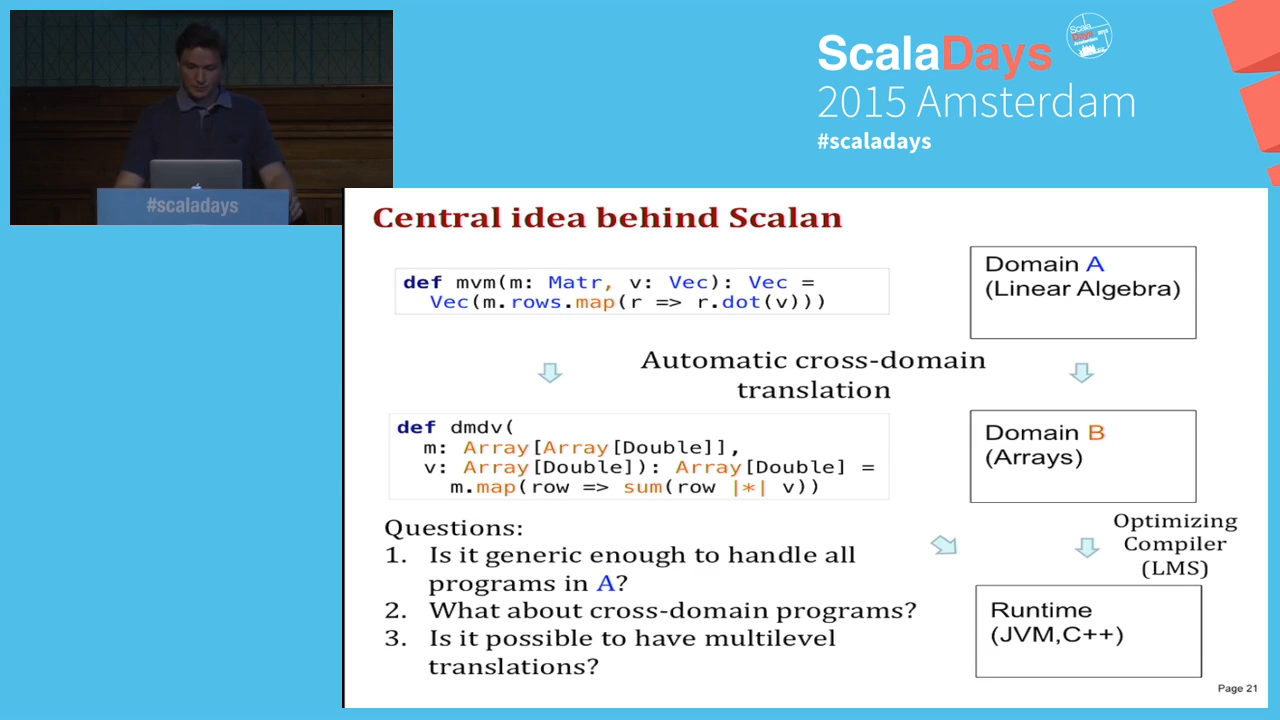 ScalaDays
2015 Amsterdam
#scaladays
#scaladays
Central idea behind Scalan
def mvm(m: Matr, v: Vec): Vec =
Vec(m.rows.map(r => r.dot(v)))
Domain A
(Linear Algebra)
Automatic cross-domain
translation
def dmdv(
m: Array[Array[Double]],
v: Array[Double]): Array[Double] =
m.map(row => sum(row |*| v))
Domain B
(Arrays)
Questions:
1. Is it generic enough to handle all
programs in A?
2. What about cross-domain programs?
3. Is it possible to have multilevel
translations?
Optimizing
Compiler
(LMS)
Runtime
(JVM,C++)
Page 21